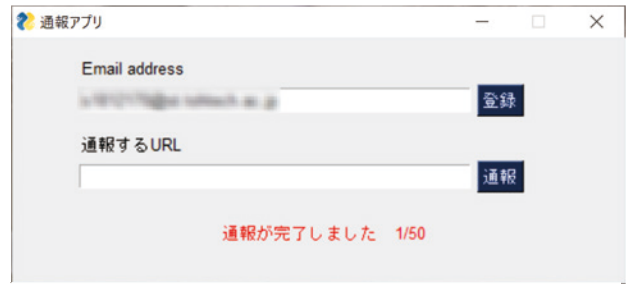 通報アプリ
Email address
登録
通報するURL
通報
通報が完了しました 1/50